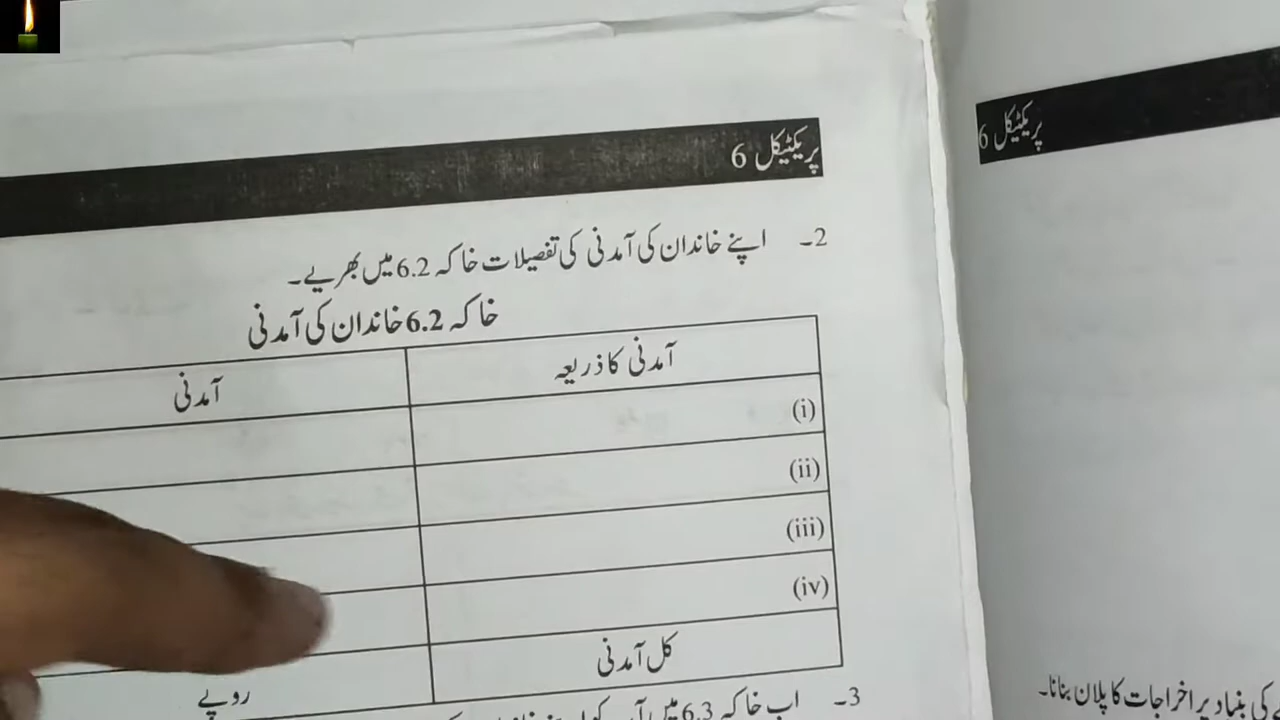 پریکٹیکل 6
2۔ اپنے خاندان کی آمدنی کی تفصیلات خاکہ 6.2 میں بھریے۔
خاکہ 6.2 خاندان کی آمدنی
آمدنی کا ذریعہ آمدنی
(i)
(ii)
(iii)
(iv)
کل آمدنی روپے
3۔ اب خاکہ 6.3 میں
پریکٹیکل 6
کی بنیاد پر اخراجات کا پلان بنانا۔